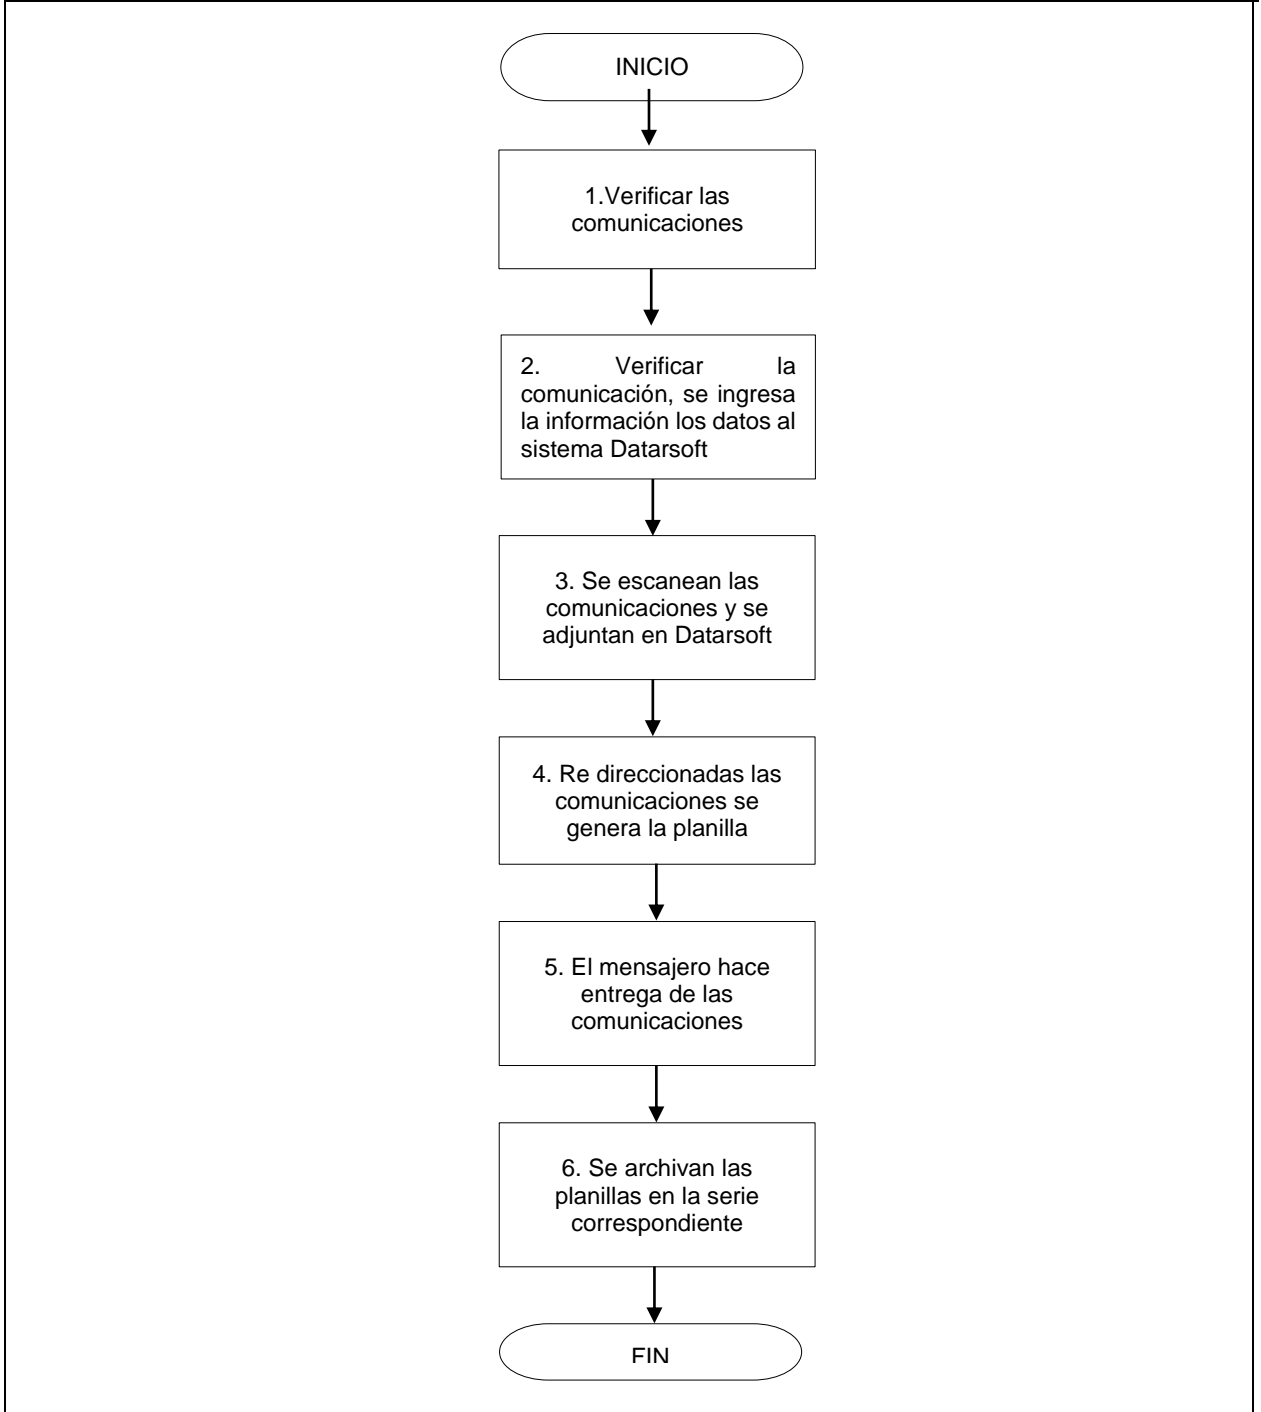 INICIO
1.Verificar las
comunicaciones
2. Verificar la
comunicación, se ingresa
la información los datos al
sistema Datarsoft
3. Se escanean las
comunicaciones y se
adjuntan en Datarsoft
4. Re direccionadas las
comunicaciones se
genera la planilla
5. El mensajero hace
entrega de las
comunicaciones
6. Se archivan las
planillas en la serie
correspondiente
FIN